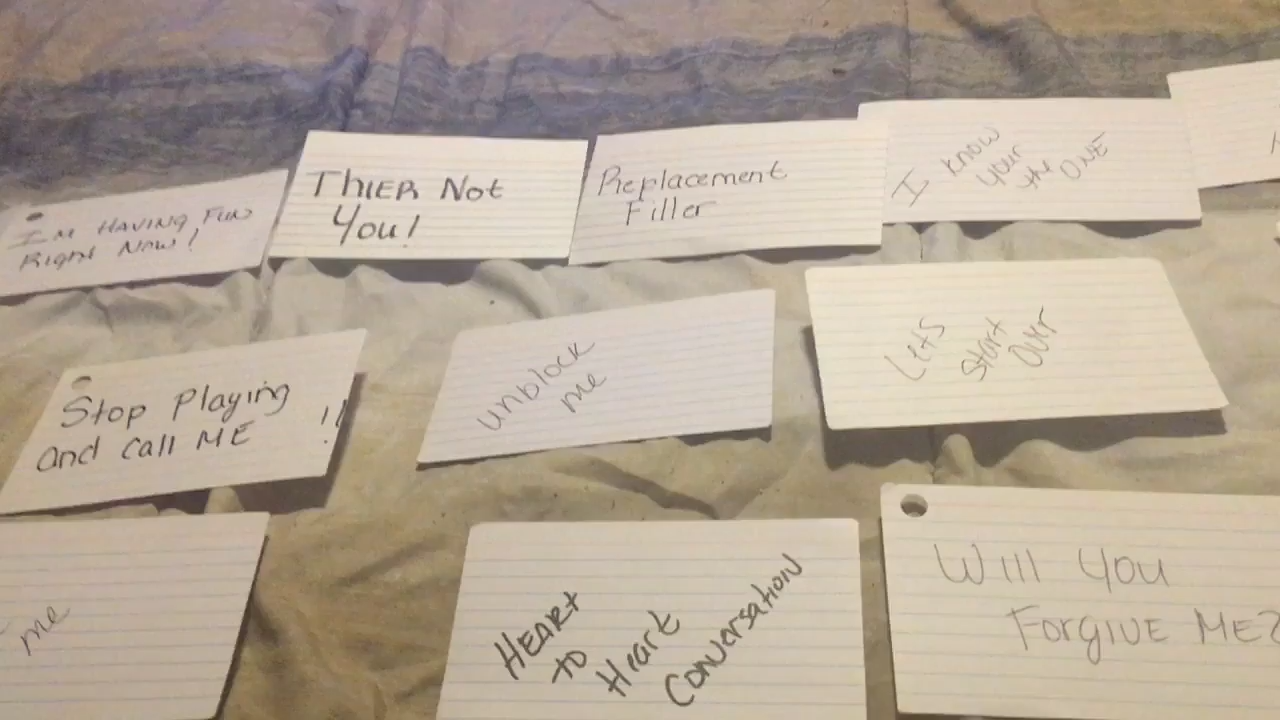 I'm HAVING FUN
Right Now!
THIER Not
You!
Replacement
Filler
I know
your
the ONE
Stop Playing
and call ME !!
unblock
me
Lets
start
over
me
HEART
to
Heart
Conversation
Will you
Forgive ME?